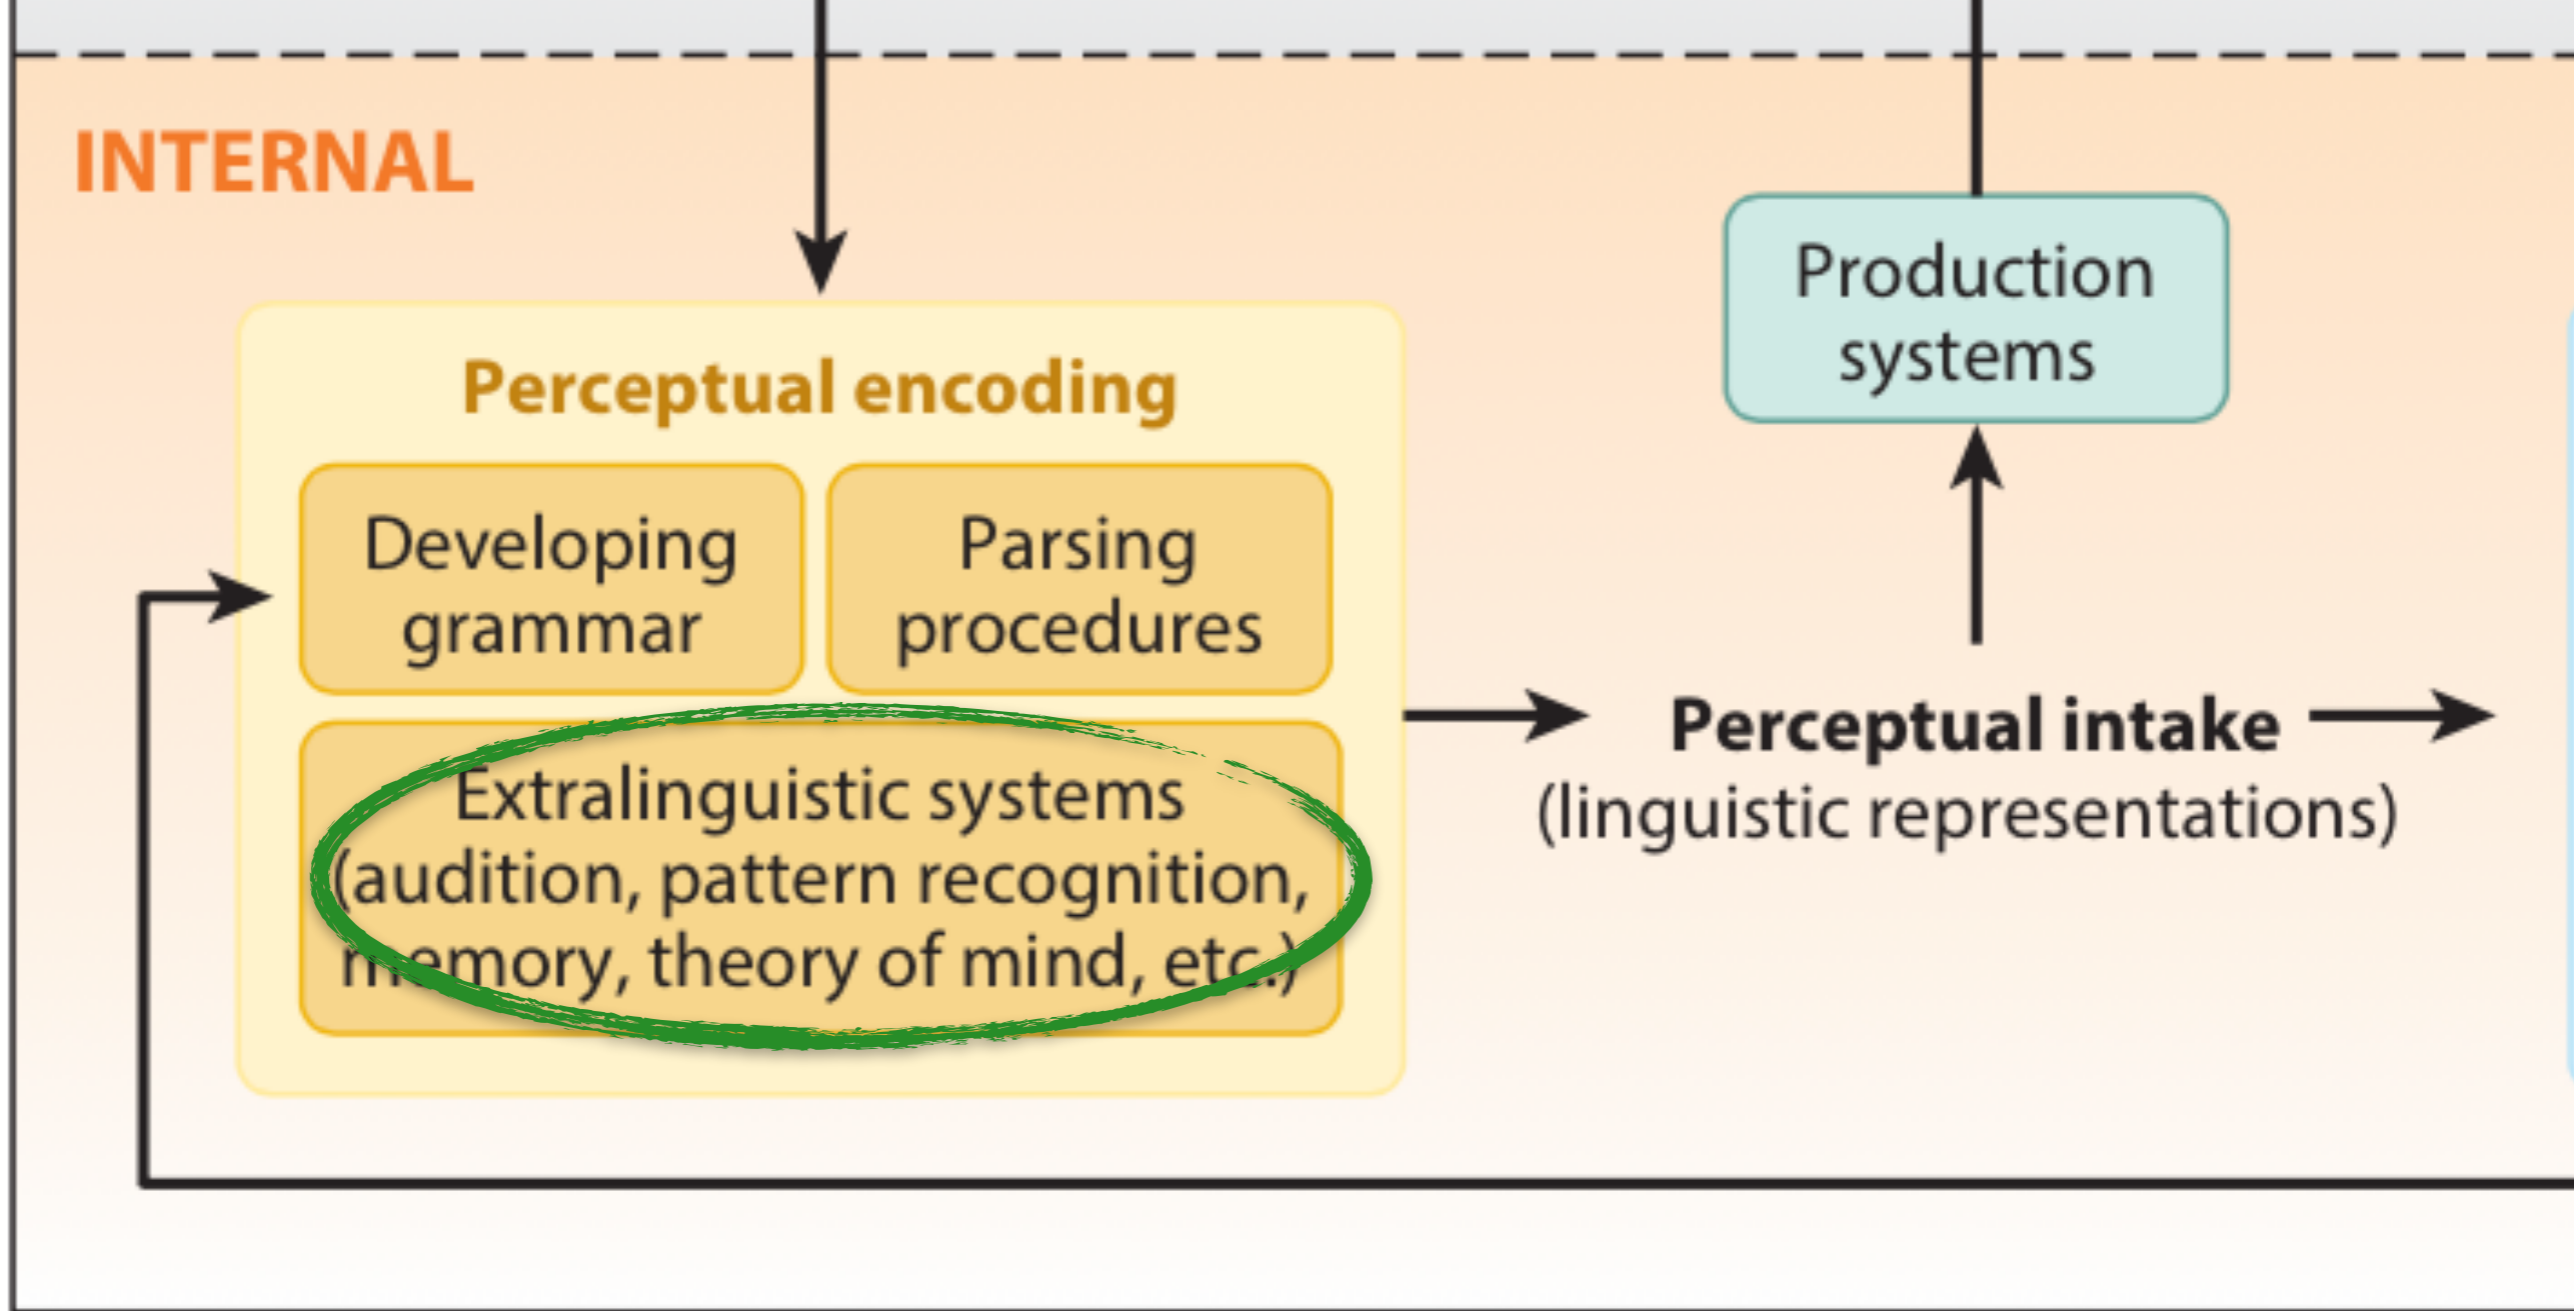 INTERNAL
Perceptual encoding
Developing
grammar
Parsing
procedures
Extralinguistic systems
(audition, pattern recognition,
memory, theory of mind, etc.)
Production
systems
Perceptual intake
(linguistic representations)